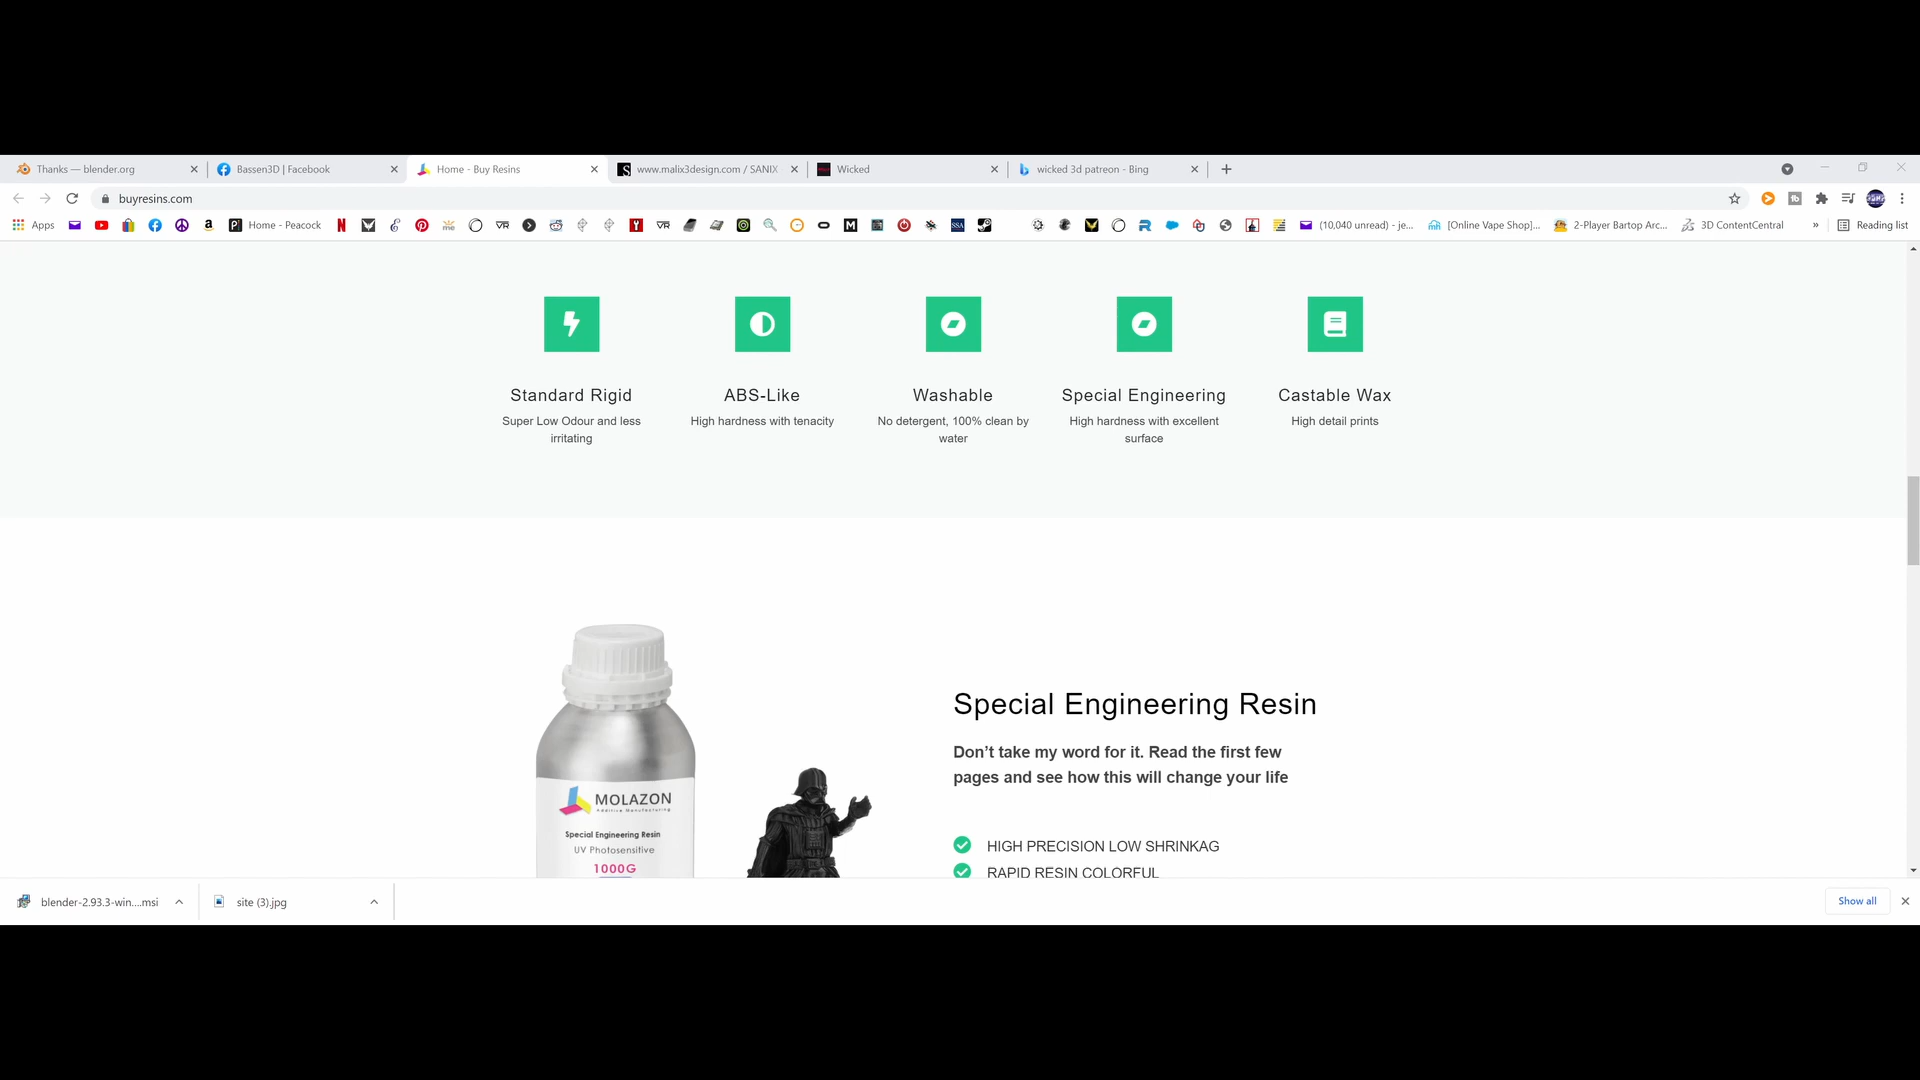 Thanks — blender.org
Bassen3D | Facebook
Home - Buy Resins
www.malix3design.com / SANIX
Wicked
wicked 3d patreon - Bing
buyresins.com
Apps
Home - Peacock
(10,040 unread) - je...
[Online Vape Shop]...
2-Player Bartop Arc...
3D ContentCentral
»
Reading list
Standard Rigid
Super Low Odour and less
irritating
ABS-Like
High hardness with tenacity
Washable
No detergent, 100% clean by
water
Special Engineering
High hardness with excellent
surface
Castable Wax
High detail prints
MOLAZON
Additive Manufacturing
Special Engineering Resin
UV Photosensitive
1000G
Special Engineering Resin
Don’t take my word for it. Read the first few
pages and see how this will change your life
HIGH PRECISION LOW SHRINKAG
RAPID RESIN COLORFUL
blender-2.93.3-win....msi
site (3).jpg
Show all